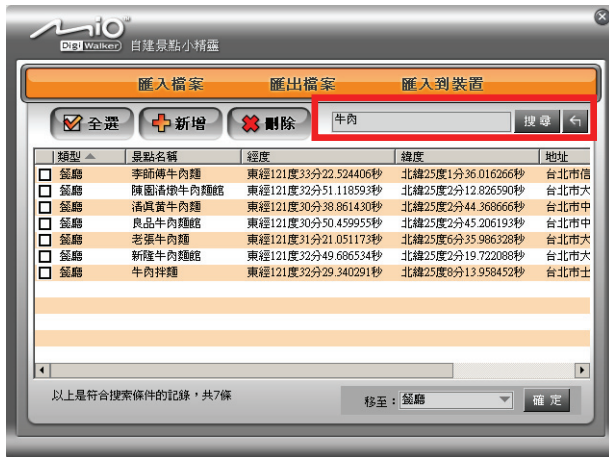 Mio
Digi Walker 自建景點小精靈
匯入檔案 匯出檔案 匯入到裝置
全選 新增 刪除 牛肉 搜尋
類型 景點名稱 經度 緯度 地址
餐廳 李師傅牛肉麵 東經121度33分22.524406秒 北緯25度1分36.016266秒 台北市信
餐廳 陳園清燉牛肉麵館 東經121度32分51.118593秒 北緯25度2分12.826590秒 台北市大
餐廳 清真黃牛肉麵 東經121度30分38.861430秒 北緯25度2分44.368666秒 台北市中
餐廳 良品牛肉麵館 東經121度30分50.459955秒 北緯25度2分45.206193秒 台北市中
餐廳 老張牛肉麵 東經121度31分21.051173秒 北緯25度6分35.986328秒 台北市大
餐廳 新隆牛肉麵館 東經121度32分49.686534秒 北緯25度2分19.722088秒 台北市大
餐廳 牛肉拌麵 東經121度32分29.340291秒 北緯25度8分13.958452秒 台北市士
以上是符合搜索條件的記錄，共7條 移至：餐廳 確定